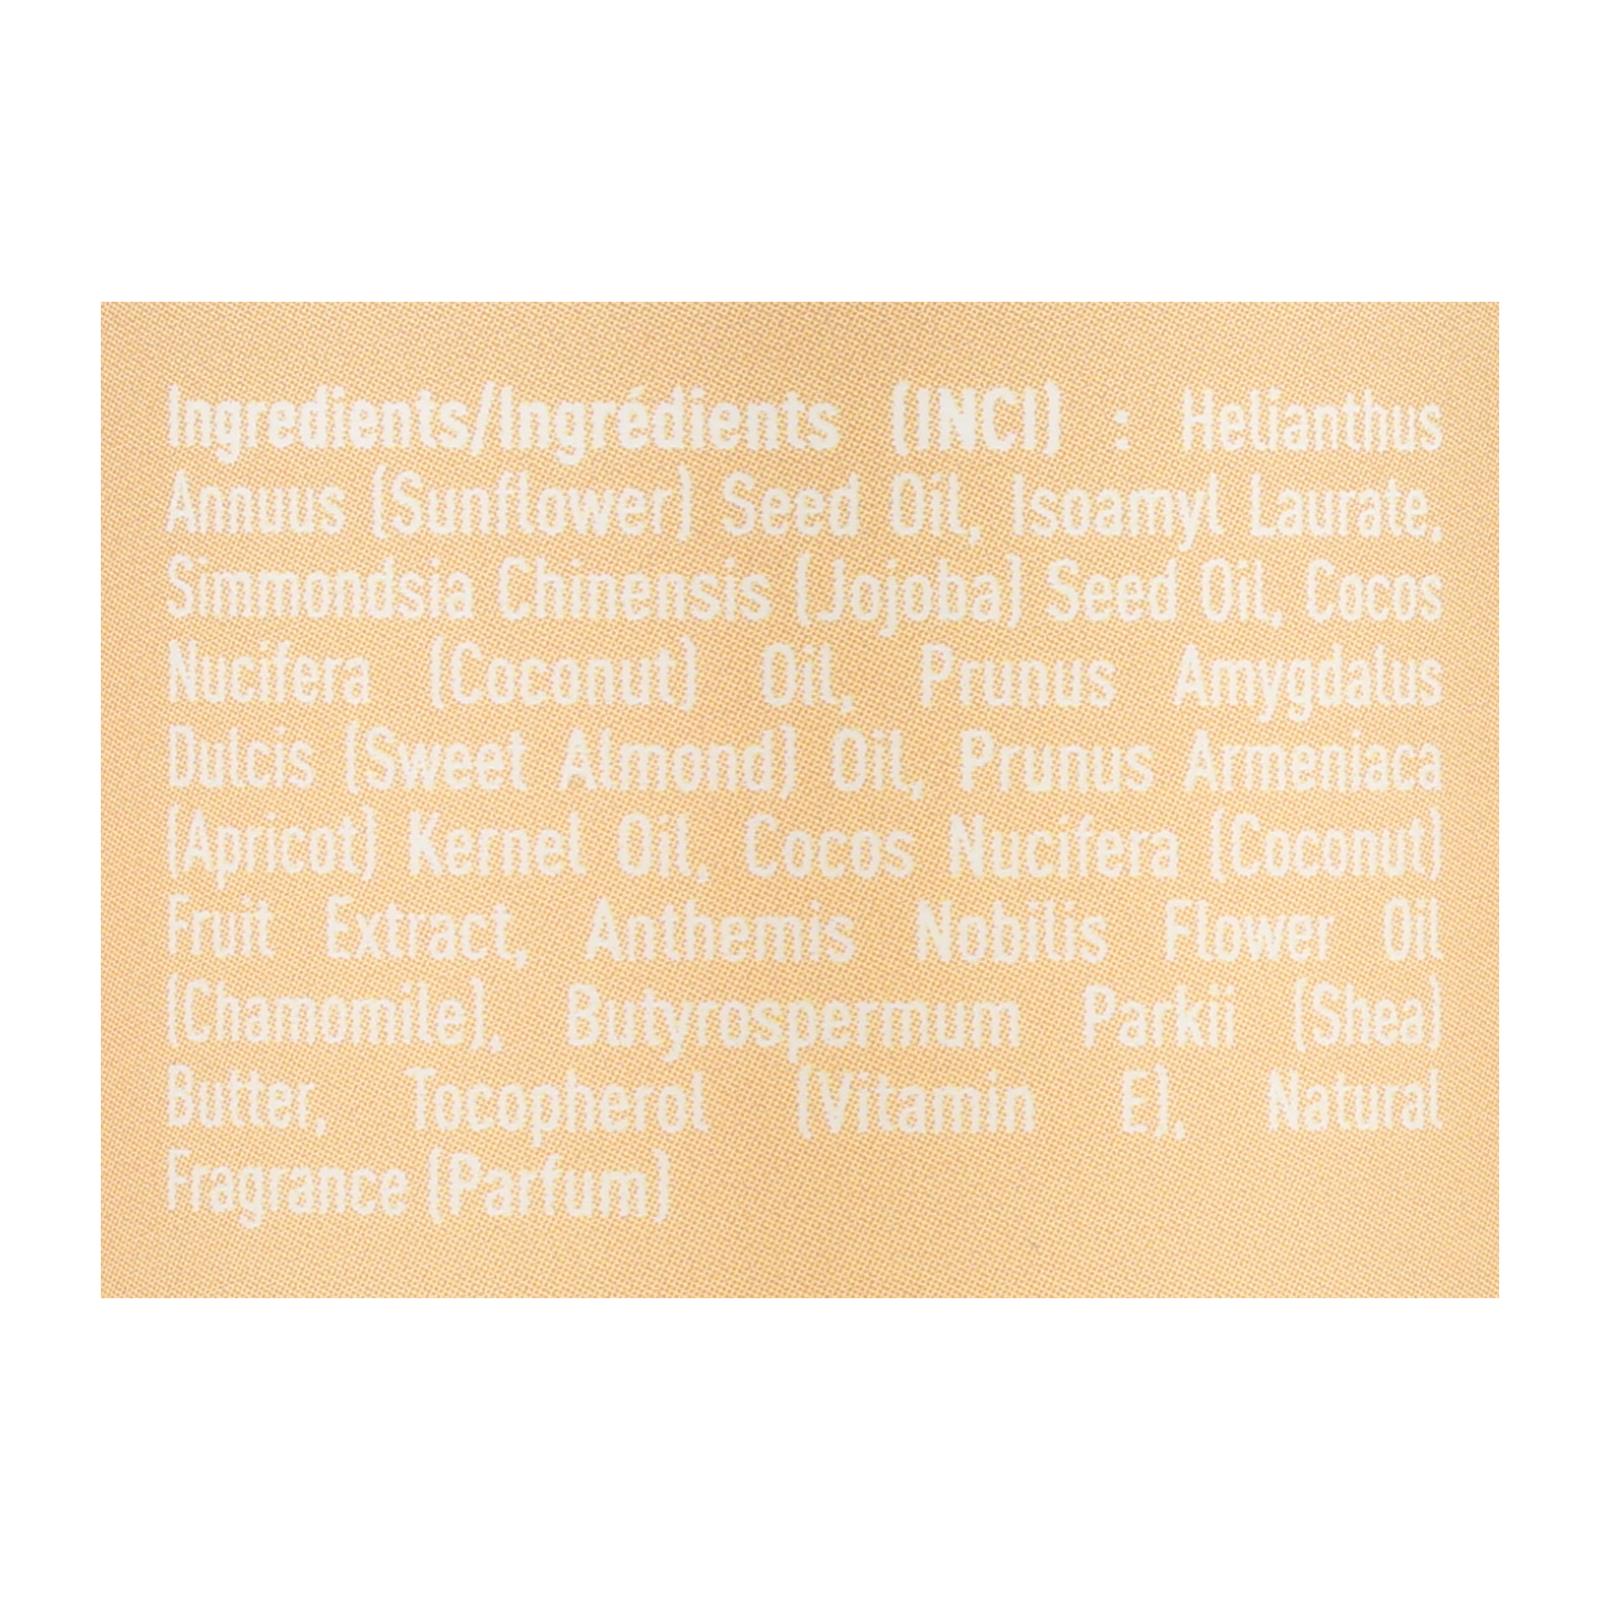 Ingredients/Ingrédients (INCI) : Helianthus
Annuus (Sunflower) Seed Oil, Isoamyl Laurate,
Simmondsia Chinensis (Jojoba) Seed Oil, Cocos
Nucifera (Coconut) Oil, Prunus Amygdalus
Dulcis (Sweet Almond) Oil, Prunus Armeniaca
(Apricot) Kernel Oil, Cocos Nucifera (Coconut)
Fruit Extract, Anthemis Nobilis Flower Oil
(Chamomile), Butyrospermum Parkii (Shea)
Butter, Tocopherol (Vitamin E), Natural
Fragrance (Parfum)